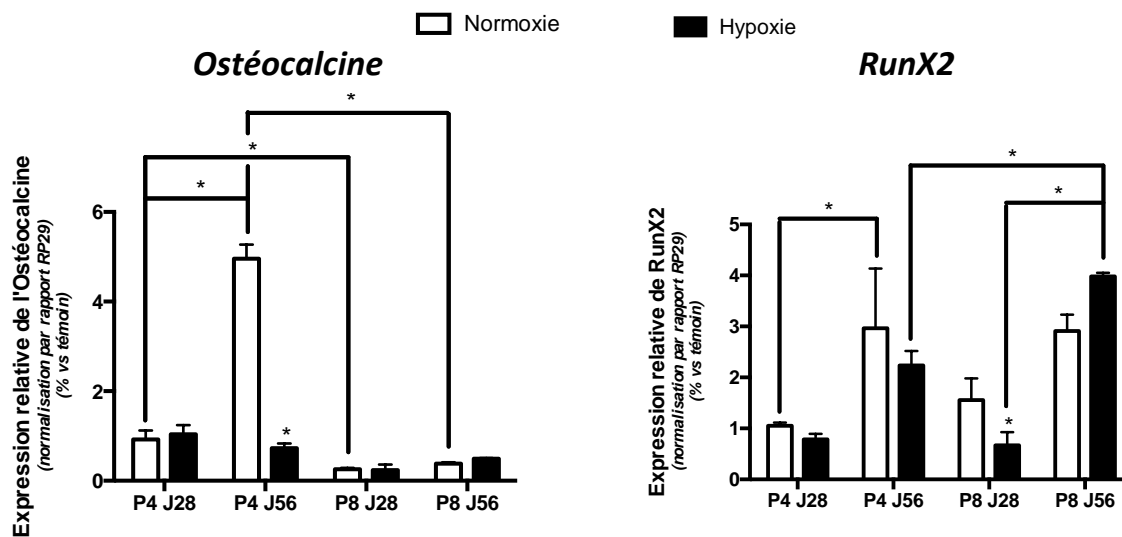 Normoxie
Hypoxie
Ostéocalcine
RunX2
Expression relative de l'Ostéocalcine
(normalisation par rapport RP29)
(% vs témoin)
6
4
2
0
*
*
*
*
P4 J28
P4 J56
P8 J28
P8 J56
Expression relative de RunX2
(normalisation par rapport RP29)
(% vs témoin)
5
4
3
2
1
0
*
*
*
*
P4 J28
P4 J56
P8 J28
P8 J56